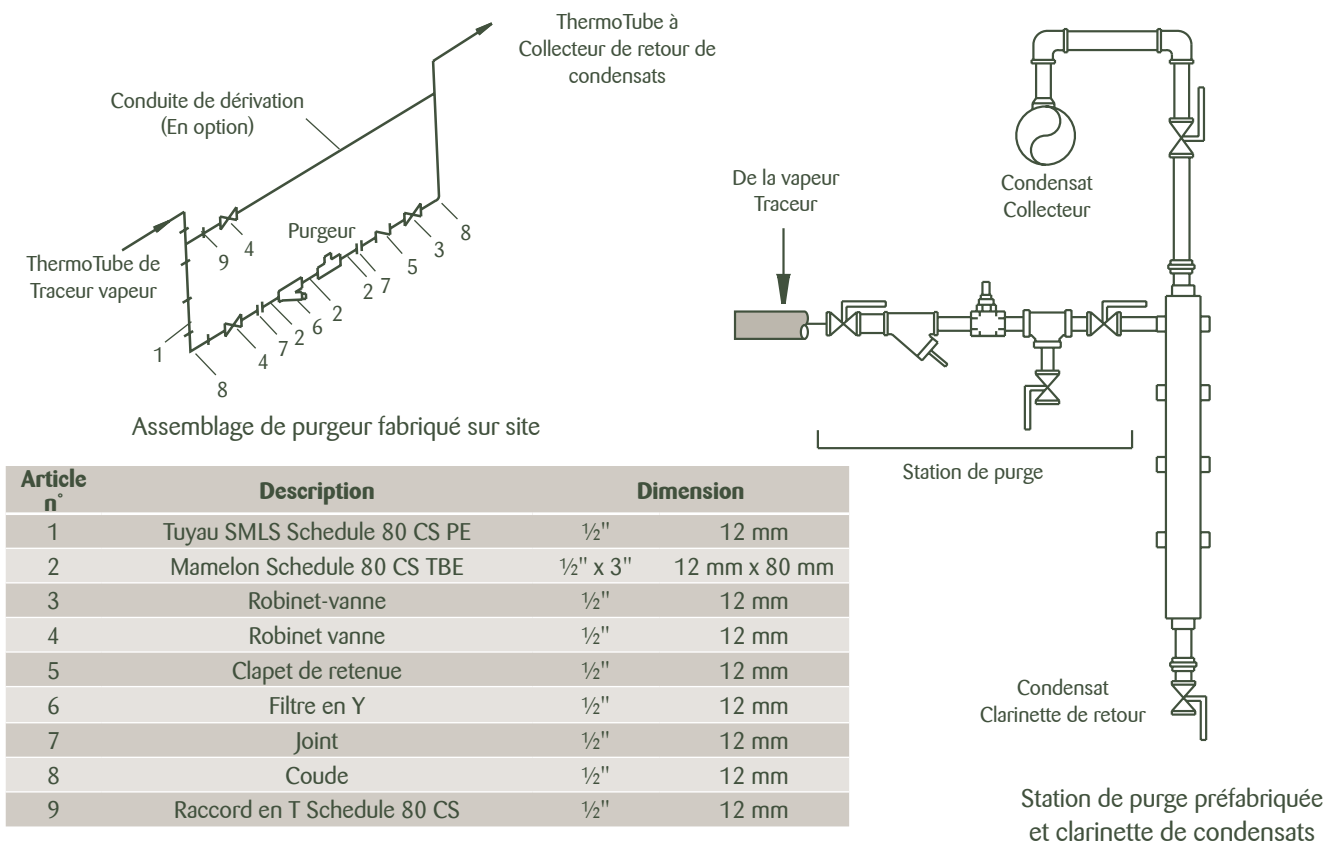 ThermoTube à
Collecteur de retour de
condensats
Conduite de dérivation
(En option)
ThermoTube de
Traceur vapeur
Purgeur
9
4
8
3
5
7
2
2
6
2
7
4
1
8
Assemblage de purgeur fabriqué sur site
De la vapeur
Traceur
Condensat
Collecteur
Station de purge
Condensat
Clarinette de retour
Station de purge préfabriquée
et clarinette de condensats
Article
n° Description Dimension
1 Tuyau SMLS Schedule 80 CS PE ½" 12 mm
2 Mamelon Schedule 80 CS TBE ½" x 3" 12 mm x 80 mm
3 Robinet-vanne ½" 12 mm
4 Robinet vanne ½" 12 mm
5 Clapet de retenue ½" 12 mm
6 Filtre en Y ½" 12 mm
7 Joint ½" 12 mm
8 Coude ½" 12 mm
9 Raccord en T Schedule 80 CS ½" 12 mm